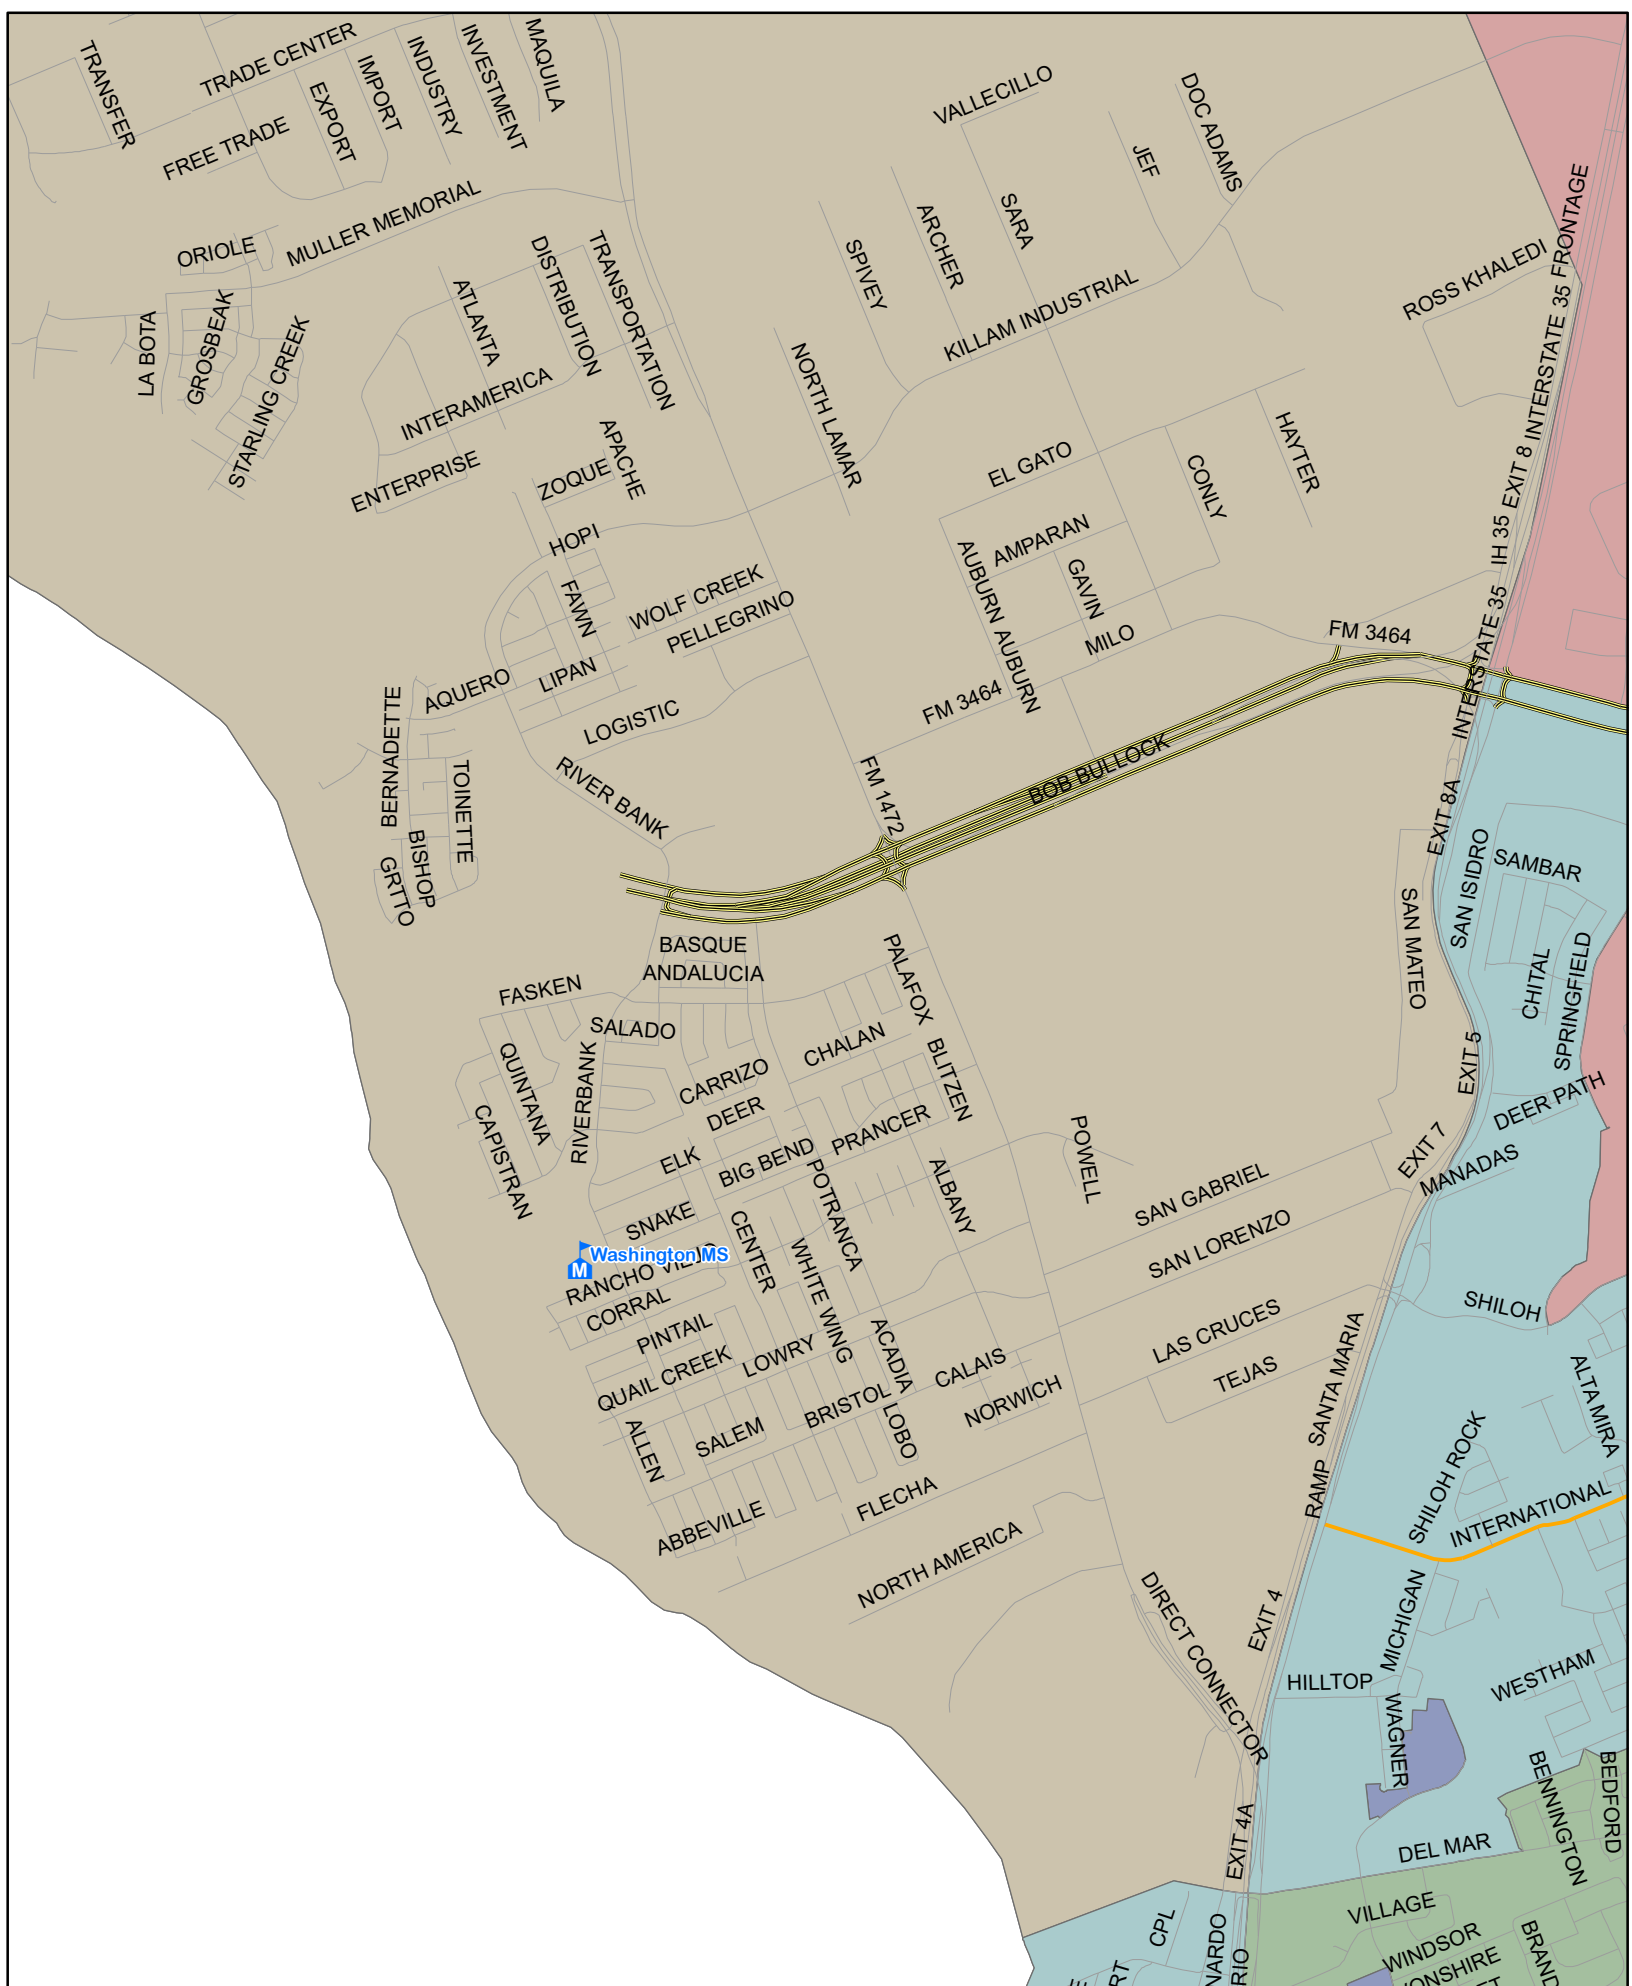 TRANSFER
TRADE CENTER
EXPORT
IMPORT
INDUSTRY
INVESTMENT
MAQUILA
FREE TRADE
VALLECILLO
DOC ADAMS
JEF
MULLER MEMORIAL
ORIOLE
SARA
ARCHER
SPIVEY
INTERSTATE 35 FRONTAGE
ROSS KHALEDI
DISTRIBUTION
TRANSPORTATION
ATLANTA
KILLAM INDUSTRIAL
LA BOTA
GROSBEAK
STARLING CREEK
NORTH LAMAR
INTERAMERICA
ENTERPRISE
APACHE
ZOQUE
HAYTER
EL GATO
CONLY
EXIT 8
IH 35
HOPI
AMPARAN
AUBURN
GAVIN
FAWN
WOLF CREEK
PELLEGRINO
AUBURN
MILO
FM 3464
INTERSTATE 35
LIPAN
AQUERO
FM 3464
BERNADETTE
LOGISTIC
TOINETTE
RIVER BANK
FM 1472
BOB BULLOCK
EXIT 8A
BISHOP
GRTTO
SAN ISIDRO
SAMBAR
SAN MATEO
BASQUE
ANDALUCIA
PALAFOX
CHITAL
SPRINGFIELD
FASKEN
SALADO
CHALAN
BLITZEN
QUINTANA
RIVERBANK
CARRIZO
EXIT 5
DEER
CAPISTRAN
PRANCER
POWELL
DEER PATH
ELK
BIG BEND
POTRANCA
ALBANY
EXIT 7
MANADAS
SAN GABRIEL
SNAKE
CENTER
SAN LORENZO
Washington MS
M
WHITE WING
RANCHO
CORRAL
SHILOH
PINTAIL
LOWRY
ACADIA
LAS CRUCES
SANTA MARIA
QUAIL CREEK
CALAIS
TEJAS
ALTA MIRA
BRISTOL
NORWICH
LOBO
ALLEN
SALEM
SHILOH ROCK
RAMP
FLECHA
INTERNATIONAL
ABBEVILLE
NORTH AMERICA
DIRECT CONNECTOR
EXIT 4
MICHIGAN
HILLTOP
WESTHAM
WAGNER
BENNINGTON
BEDFORD
EXIT 4A
DEL MAR
VILLAGE
CPL
NARDO
RIO
WINDSOR
ONSHIRE
BRAND
RT